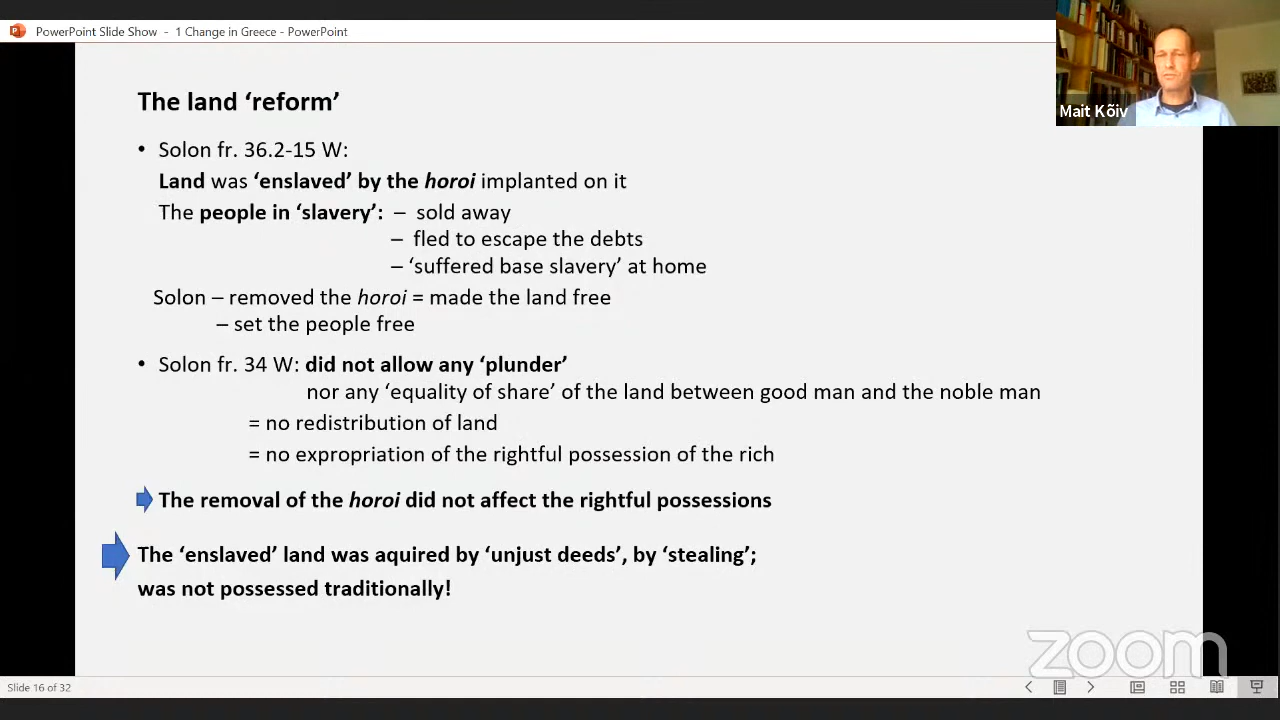 PowerPoint Slide Show - 1 Change in Greece - PowerPoint
Mait Kõiv
The land ‘reform’
• Solon fr. 36.2-15 W:
Land was ‘enslaved’ by the horoi implanted on it
The people in ‘slavery’: – sold away
– fled to escape the debts
– ‘suffered base slavery’ at home
Solon – removed the horoi = made the land free
– set the people free
• Solon fr. 34 W: did not allow any ‘plunder’
nor any ‘equality of share’ of the land between good man and the noble man
= no redistribution of land
= no expropriation of the rightful possession of the rich
The removal of the horoi did not affect the rightful possessions
The ‘enslaved’ land was aquired by ‘unjust deeds’, by ‘stealing’;
was not possessed traditionally!
zoom
Slide 16 of 32